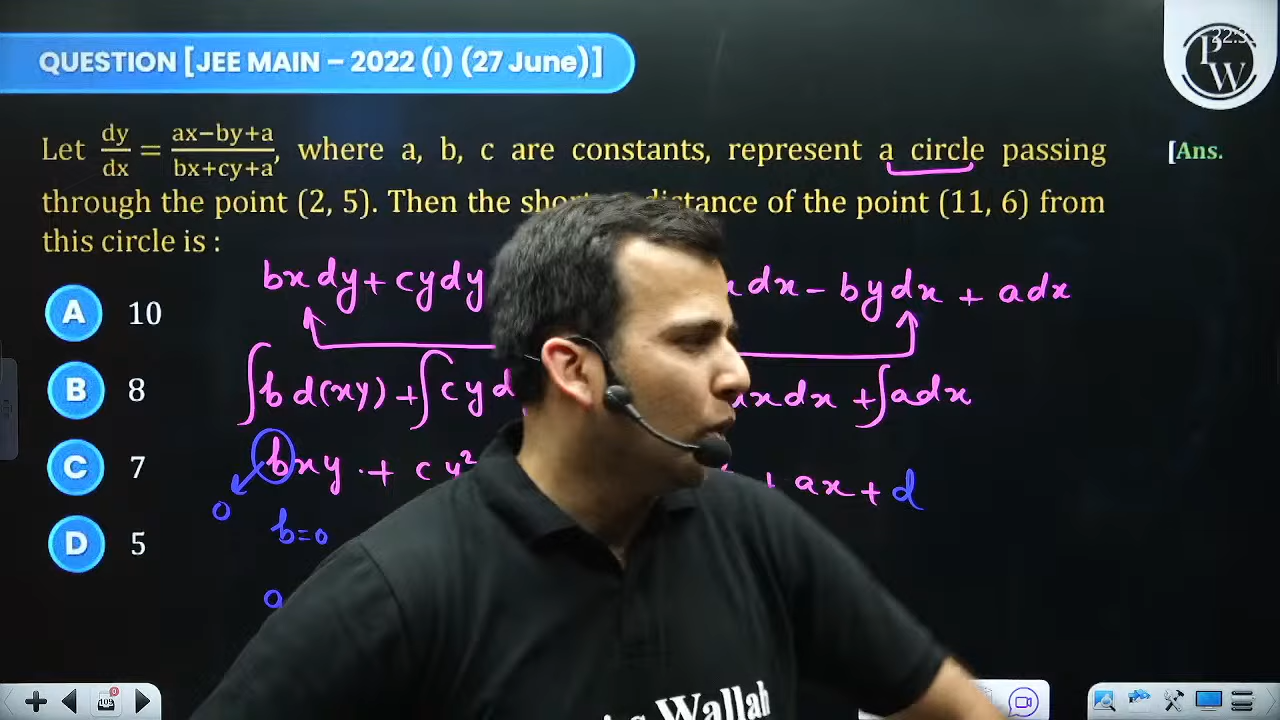 QUESTION [JEE MAIN – 2022 (I) (27 June)]
Let dy/dx = ax−by+a/bx+cy+a, where a, b, c are constants, represent a circle passing [Ans.
through the point (2, 5). Then the distance of the point (11, 6) from
this circle is :
bx dy + cy dy dx − by dx + a dx
A 10
∫b d(xy) + ∫cy x dx + ∫a dx
B 8
bxy + cy² + ax + d
C 7
0
b=0
D 5
a
PW
109
Wallah